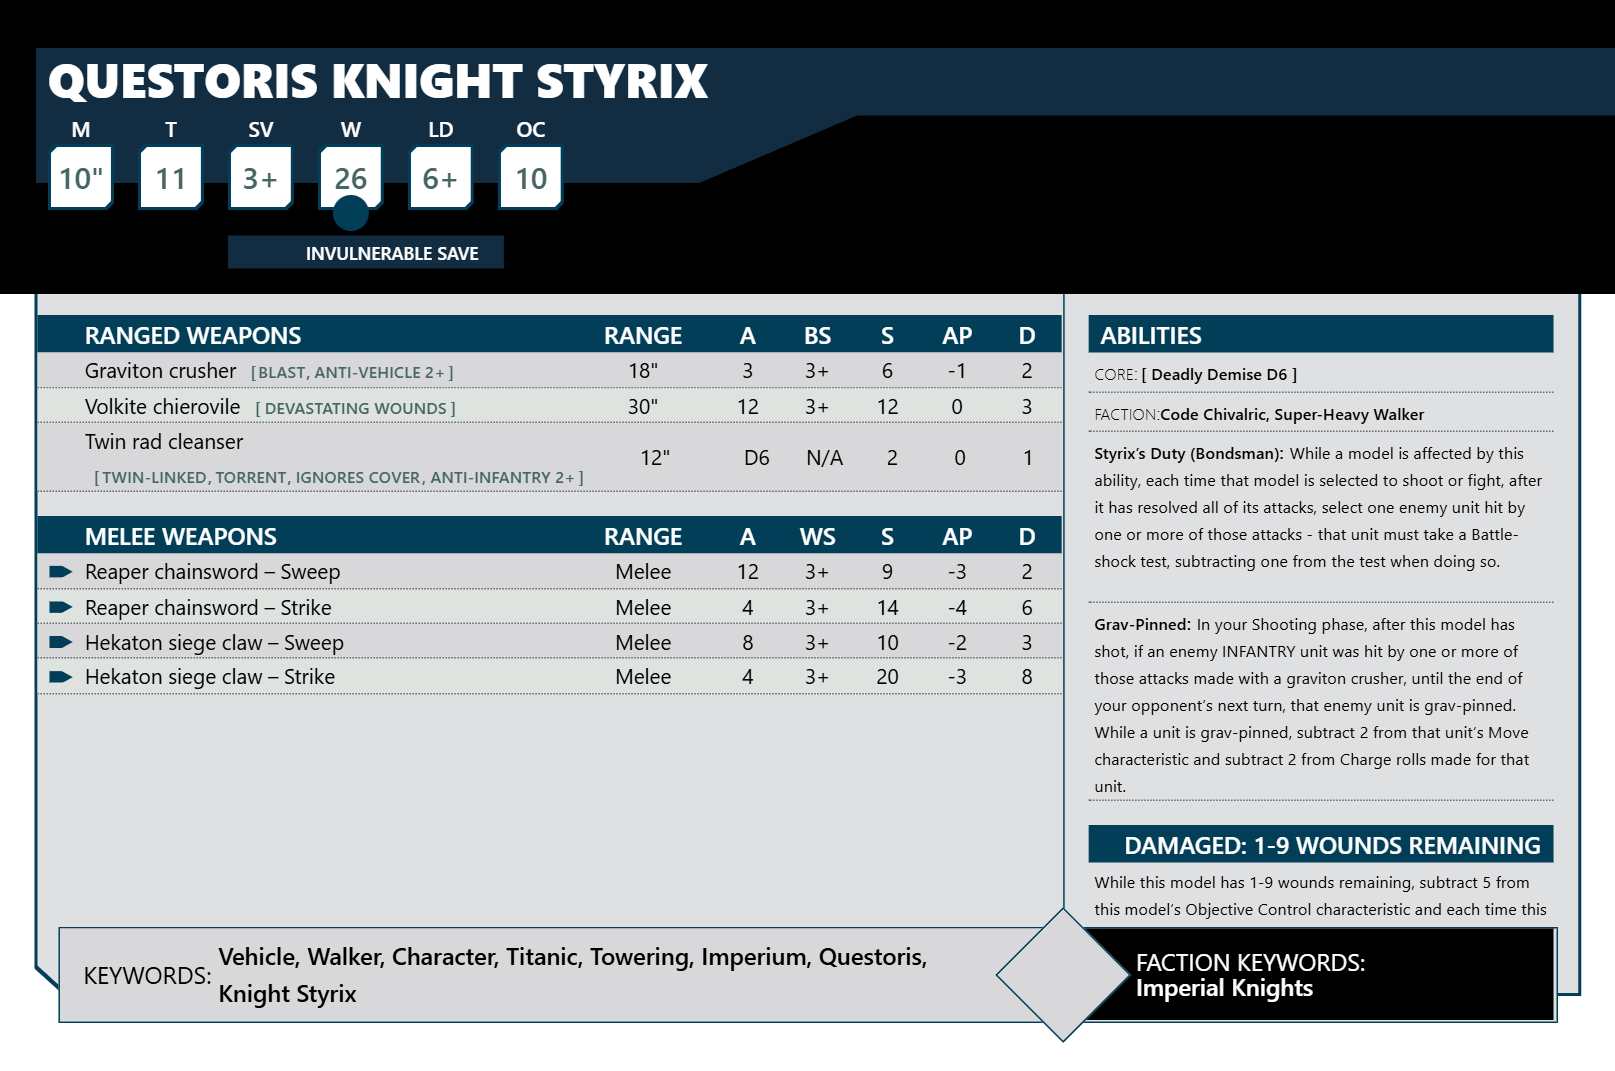 QUESTORIS KNIGHT STYRIX
M T SV W LD OC
10" 11 3+ 26 6+ 10
INVULNERABLE SAVE
RANGED WEAPONS RANGE A BS S AP D
Graviton crusher [ BLAST, ANTI-VEHICLE 2+ ] 18" 3 3+ 6 -1 2
Volkite chierovile [ DEVASTATING WOUNDS ] 30" 12 3+ 12 0 3
Twin rad cleanser 12" D6 N/A 2 0 1
[ TWIN-LINKED, TORRENT, IGNORES COVER, ANTI-INFANTRY 2+ ]
MELEE WEAPONS RANGE A WS S AP D
Reaper chainsword – Sweep Melee 12 3+ 9 -3 2
Reaper chainsword – Strike Melee 4 3+ 14 -4 6
Hekaton siege claw – Sweep Melee 8 3+ 10 -2 3
Hekaton siege claw – Strike Melee 4 3+ 20 -3 8
ABILITIES
CORE: [ Deadly Demise D6 ]
FACTION:Code Chivalric, Super-Heavy Walker
Styrix’s Duty (Bondsman): While a model is affected by this
ability, each time that model is selected to shoot or fight, after
it has resolved all of its attacks, select one enemy unit hit by
one or more of those attacks - that unit must take a Battle-
shock test, subtracting one from the test when doing so.
Grav-Pinned: In your Shooting phase, after this model has
shot, if an enemy INFANTRY unit was hit by one or more of
those attacks made with a graviton crusher, until the end of
your opponent’s next turn, that enemy unit is grav-pinned.
While a unit is grav-pinned, subtract 2 from that unit’s Move
characteristic and subtract 2 from Charge rolls made for that
unit.
DAMAGED: 1-9 WOUNDS REMAINING
While this model has 1-9 wounds remaining, subtract 5 from
this model’s Objective Control characteristic and each time this
KEYWORDS: Vehicle, Walker, Character, Titanic, Towering, Imperium, Questoris,
Knight Styrix
FACTION KEYWORDS:
Imperial Knights